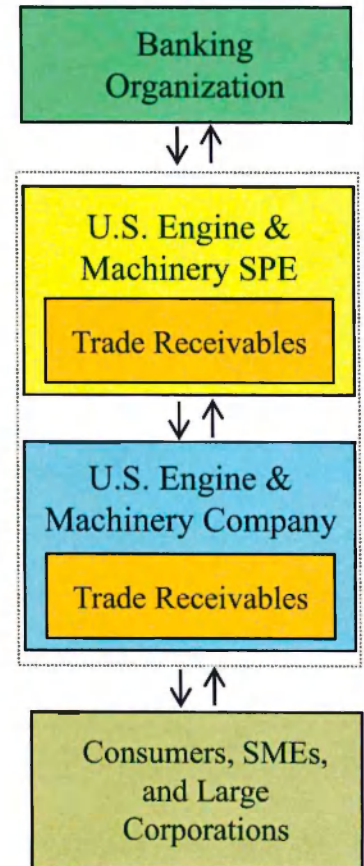 Banking
Organization
U.S. Engine &
Machinery SPE
Trade Receivables
U.S. Engine &
Machinery Company
Trade Receivables
Consumers, SMEs,
and Large
Corporations